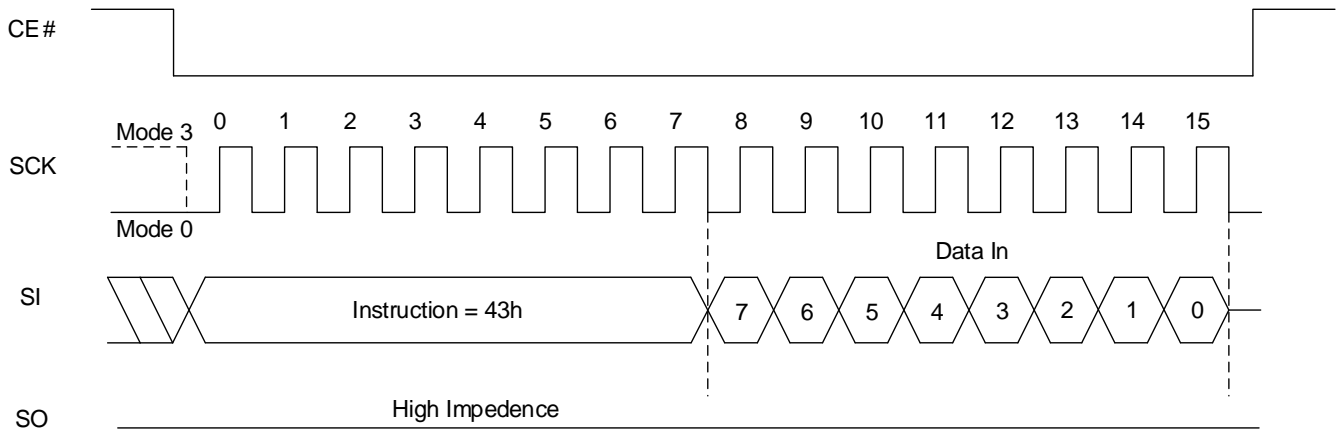 CE#
Mode 3 0 1 2 3 4 5 6 7 8 9 10 11 12 13 14 15
SCK
Mode 0
Data In
SI Instruction = 43h 7 6 5 4 3 2 1 0
High Impedence
SO